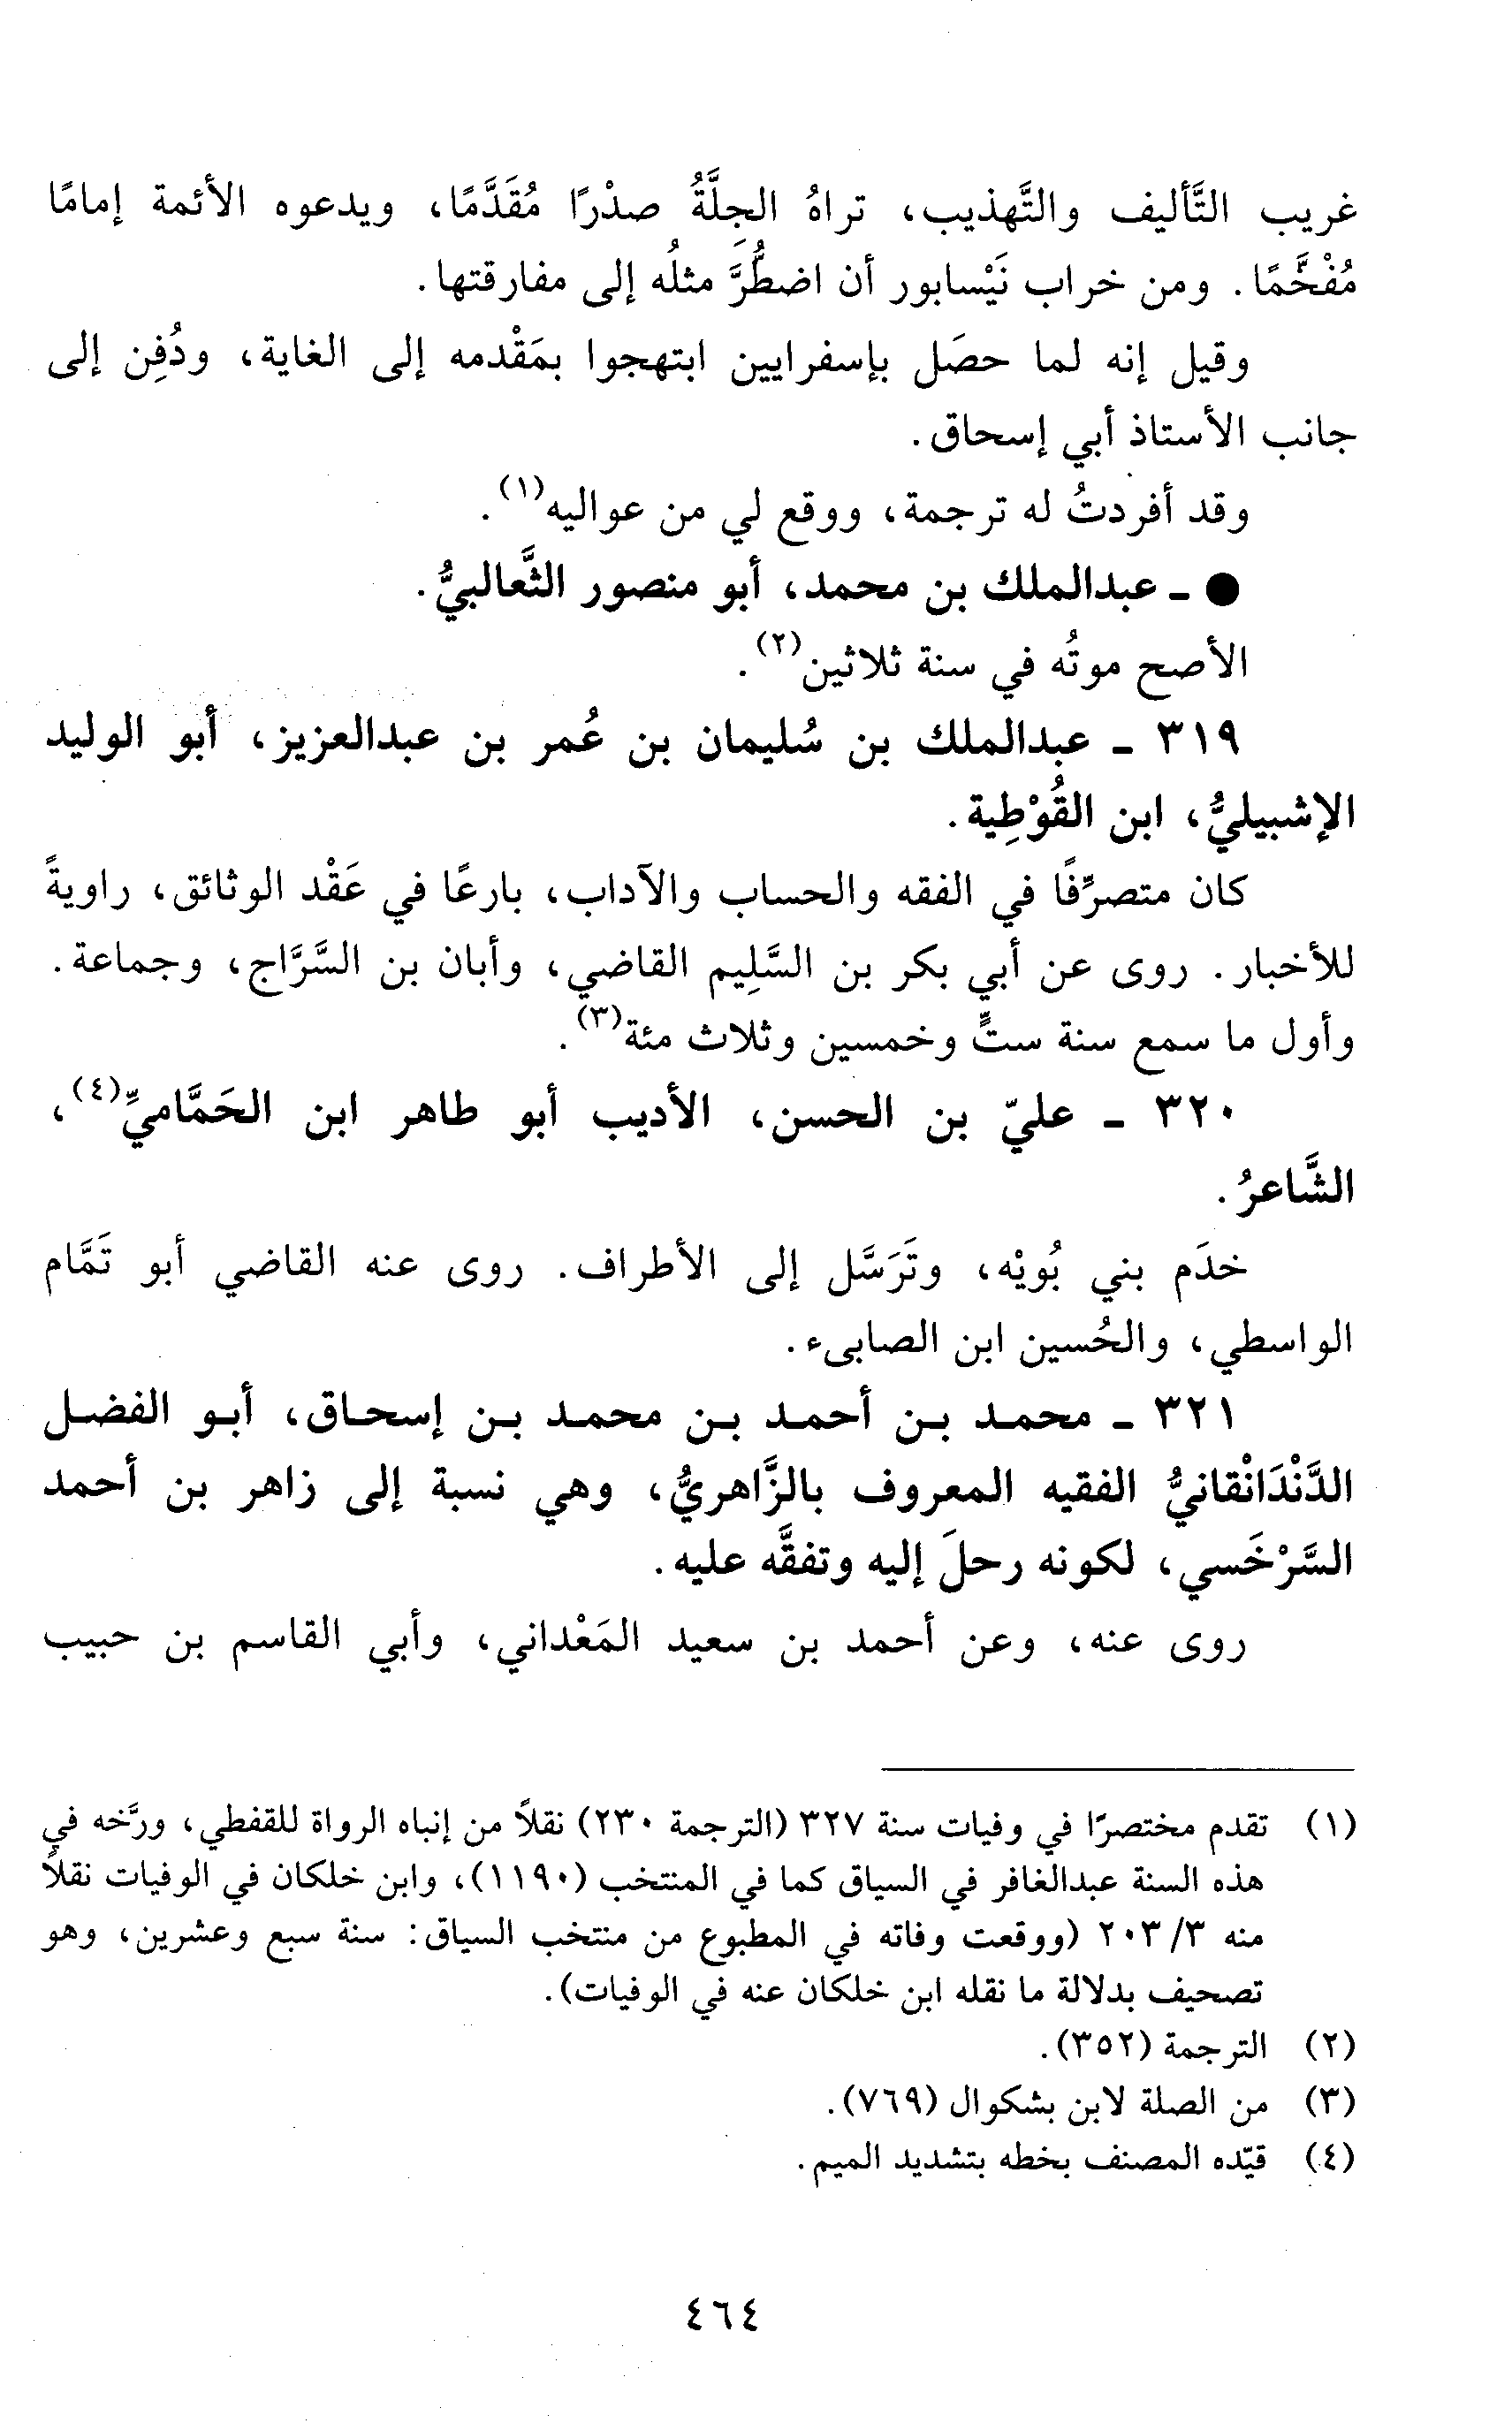 غريب التَّأليف والتَّهذيب، تراهُ الجِلَّةُ صدْرًا مُقَدَّمًا، ويدعوه الأئمة إمامًا
مُفْخَّمًا. ومن خراب نَيْسابور أن اضطُّرَّ مثلُه إلى مفارقتها.
وقيل إنه لما حصَل بإسفرايين ابتهجوا بمَقْدمه إلى الغاية، ودُفِن إلى
جانب الأستاذ أبي إسحاق.
وقد أفردتُ له ترجمة، ووقع لي من عواليه(١).
● ـ عبدالملك بن محمد، أبو منصور الثَّعالبيُّ.
الأصح موتُه في سنة ثلاثين(٢).
٣١٩ ـ عبدالملك بن سُليمان بن عُمر بن عبدالعزيز، أبو الوليد
الإشبيليُّ، ابن القُوْطِية.
كان متصرِّفًا في الفقه والحساب والآداب، بارعًا في عَقْد الوثائق، راويةً
للأخبار. روى عن أبي بكر بن السَّلِيم القاضي، وأبان بن السَّرَّاج، وجماعة.
وأول ما سمع سنة ستٍّ وخمسين وثلاث مئة(٣).
٣٢٠ ـ عليّ بن الحسن، الأديب أبو طاهر ابن الحَمَّاميِّ(٤)،
الشَّاعرُ.
خدَم بني بُويْه، وتَرَسَّل إلى الأطراف. روى عنه القاضي أبو تَمَّام
الواسطي، والحُسين ابن الصابىء.
٣٢١ ـ محمد بن أحمد بن محمد بن إسحاق، أبو الفضل
الدَّنْدَانْقانيُّ الفقيه المعروف بالزَّاهريُّ، وهي نسبة إلى زاهر بن أحمد
السَّرْخَسي، لكونه رحلَ إليه وتفقَّه عليه.
روى عنه، وعن أحمد بن سعيد المَعْداني، وأبي القاسم بن حبيب
(١) تقدم مختصرًا في وفيات سنة ٣٢٧ (الترجمة ٢٣٠) نقلاً من إنباه الرواة للقفطي، ورَّخه في
هذه السنة عبدالغافر في السياق كما في المنتخب (١١٩٠)، وابن خلكان في الوفيات نقلاً
منه ٣/ ٢٠٣ (ووقعت وفاته في المطبوع من منتخب السياق: سنة سبع وعشرين، وهو
تصحيف بدلالة ما نقله ابن خلكان عنه في الوفيات).
(٢) الترجمة (٣٥٢).
(٣) من الصلة لابن بشكوال (٧٦٩).
(٤) قيّده المصنف بخطه بتشديد الميم.
٤٦٤